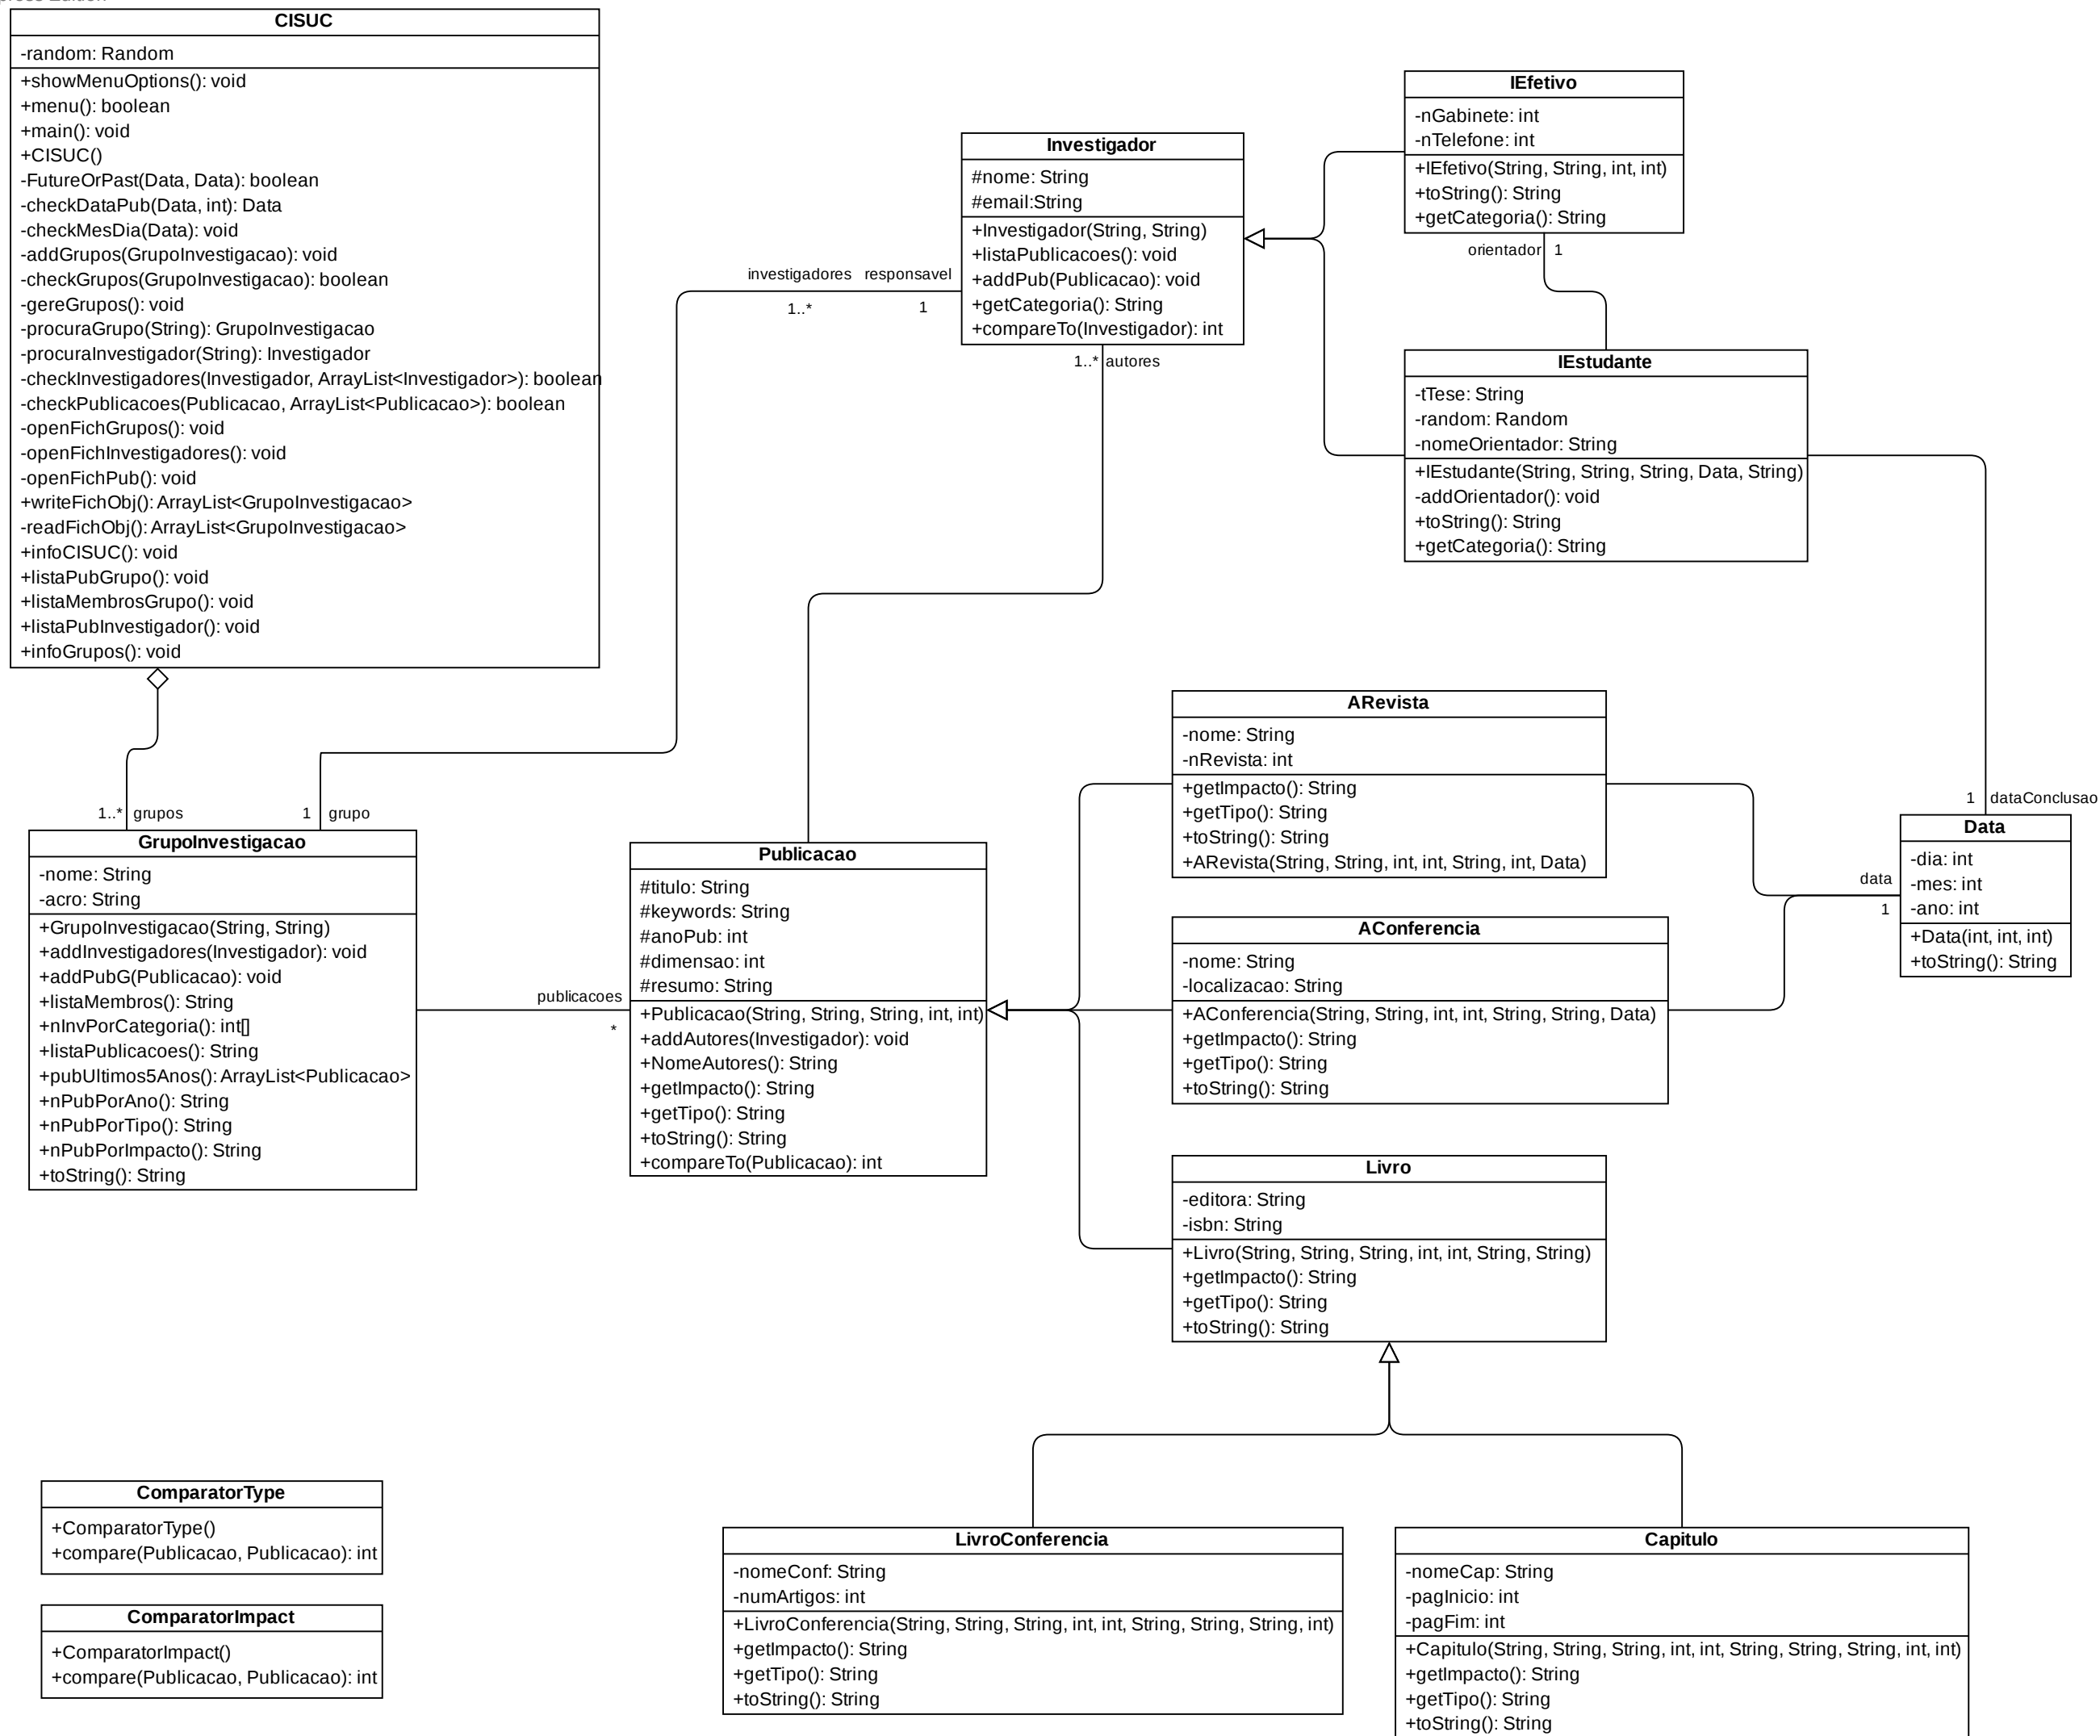 CISUC
-random: Random
+showMenuOptions(): void
+menu(): boolean
+main(): void
+CISUC()
-FutureOrPast(Data, Data): boolean
-checkDataPub(Data, int): Data
-checkMesDia(Data): void
-addGrupos(GrupoInvestigacao): void
-checkGrupos(GrupoInvestigacao): boolean
-gereGrupos(): void
-procuraGrupo(String): GrupoInvestigacao
-procuraInvestigador(String): Investigador
-checkInvestigadores(Investigador, ArrayList<Investigador>): boolean
-checkPublicacoes(Publicacao, ArrayList<Publicacao>): boolean
-openFichGrupos(): void
-openFichInvestigadores(): void
-openFichPub(): void
+writeFichObj(): ArrayList<GrupoInvestigacao>
-readFichObj(): ArrayList<GrupoInvestigacao>
+infoCISUC(): void
+listaPubGrupo(): void
+listaMembrosGrupo(): void
+listaPubInvestigador(): void
+infoGrupos(): void
1..* grupos
1 grupo
investigadores responsavel
1..* 1
Investigador
#nome: String
#email:String
+Investigador(String, String)
+listaPublicacoes(): void
+addPub(Publicacao): void
+getCategoria(): String
+compareTo(Investigador): int
1..* autores
IEfetivo
-nGabinete: int
-nTelefone: int
+IEfetivo(String, String, int, int)
+toString(): String
+getCategoria(): String
orientador 1
IEstudante
-tTese: String
-random: Random
-nomeOrientador: String
+IEstudante(String, String, String, Data, String)
-addOrientador(): void
+toString(): String
+getCategoria(): String
1 dataConclusao
GrupoInvestigacao
-nome: String
-acro: String
+GrupoInvestigacao(String, String)
+addInvestigadores(Investigador): void
+addPubG(Publicacao): void
+listaMembros(): String
+nInvPorCategoria(): int[]
+listaPublicacoes(): String
+pubUltimos5Anos(): ArrayList<Publicacao>
+nPubPorAno(): String
+nPubPorTipo(): String
+nPubPorImpacto(): String
+toString(): String
publicacoes
*
Publicacao
#titulo: String
#keywords: String
#anoPub: int
#dimensao: int
#resumo: String
+Publicacao(String, String, String, int, int)
+addAutores(Investigador): void
+NomeAutores(): String
+getImpacto(): String
+getTipo(): String
+toString(): String
+compareTo(Publicacao): int
ARevista
-nome: String
-nRevista: int
+getImpacto(): String
+getTipo(): String
+toString(): String
+ARevista(String, String, int, int, String, int, Data)
AConferencia
-nome: String
-localizacao: String
+AConferencia(String, String, int, int, String, String, Data)
+getImpacto(): String
+getTipo(): String
+toString(): String
data
1
Data
-dia: int
-mes: int
-ano: int
+Data(int, int, int)
+toString(): String
Livro
-editora: String
-isbn: String
+Livro(String, String, String, int, int, String, String)
+getImpacto(): String
+getTipo(): String
+toString(): String
ComparatorType
+ComparatorType()
+compare(Publicacao, Publicacao): int
ComparatorImpact
+ComparatorImpact()
+compare(Publicacao, Publicacao): int
LivroConferencia
-nomeConf: String
-numArtigos: int
+LivroConferencia(String, String, String, int, int, String, String, String, int)
+getImpacto(): String
+getTipo(): String
+toString(): String
Capitulo
-nomeCap: String
-pagInicio: int
-pagFim: int
+Capitulo(String, String, String, int, int, String, String, String, int, int)
+getImpacto(): String
+getTipo(): String
+toString(): String